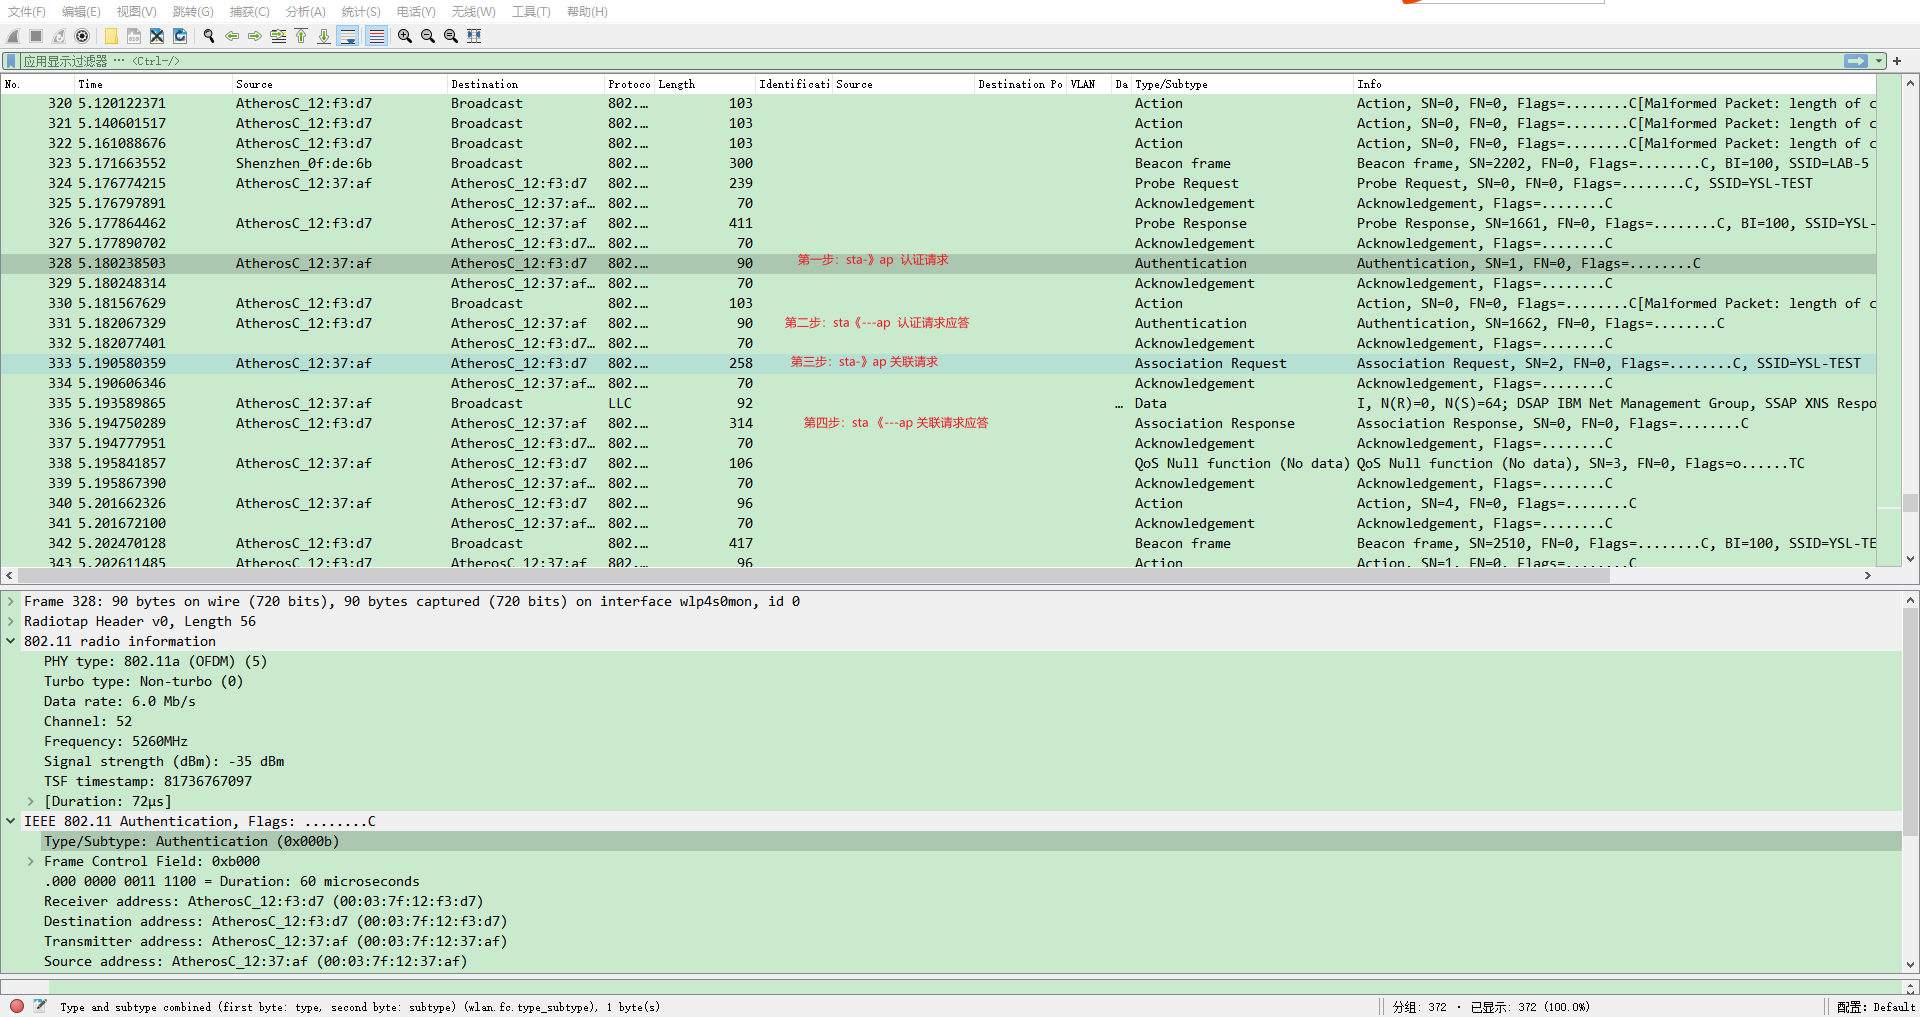 文件(F) 编辑(E) 视图(V) 跳转(G) 捕获(C) 分析(A) 统计(S) 电话(Y) 无线(W) 工具(T) 帮助(H)
应用显示过滤器 … <Ctrl-/>
No. Time Source Destination Protoco Length Identificati Source Destination Po VLAN Da Type/Subtype Info
320 5.120122371 AtherosC_12:f3:d7 Broadcast 802.… 103 Action Action, SN=0, FN=0, Flags=........C[Malformed Packet: length of c
321 5.140601517 AtherosC_12:f3:d7 Broadcast 802.… 103 Action Action, SN=0, FN=0, Flags=........C[Malformed Packet: length of c
322 5.161088676 AtherosC_12:f3:d7 Broadcast 802.… 103 Action Action, SN=0, FN=0, Flags=........C[Malformed Packet: length of c
323 5.171663552 Shenzhen_0f:de:6b Broadcast 802.… 300 Beacon frame Beacon frame, SN=2202, FN=0, Flags=........C, BI=100, SSID=LAB-5
324 5.176774215 AtherosC_12:37:af AtherosC_12:f3:d7 802.… 239 Probe Request Probe Request, SN=0, FN=0, Flags=........C, SSID=YSL-TEST
325 5.176797891 AtherosC_12:37:af… 802.… 70 Acknowledgement Acknowledgement, Flags=........C
326 5.177864462 AtherosC_12:f3:d7 AtherosC_12:37:af 802.… 411 Probe Response Probe Response, SN=1661, FN=0, Flags=........C, BI=100, SSID=YSL-
327 5.177890702 AtherosC_12:f3:d7… 802.… 70 Acknowledgement Acknowledgement, Flags=........C
328 5.180238503 AtherosC_12:37:af AtherosC_12:f3:d7 802.… 90 第一步：sta-》ap 认证请求 Authentication Authentication, SN=1, FN=0, Flags=........C
329 5.180248314 AtherosC_12:37:af… 802.… 70 Acknowledgement Acknowledgement, Flags=........C
330 5.181567629 AtherosC_12:f3:d7 Broadcast 802.… 103 Action Action, SN=0, FN=0, Flags=........C[Malformed Packet: length of c
331 5.182067329 AtherosC_12:f3:d7 AtherosC_12:37:af 802.… 90 第二步：sta《---ap 认证请求应答 Authentication Authentication, SN=1662, FN=0, Flags=........C
332 5.182077401 AtherosC_12:f3:d7… 802.… 70 Acknowledgement Acknowledgement, Flags=........C
333 5.190580359 AtherosC_12:37:af AtherosC_12:f3:d7 802.… 258 第三步：sta-》ap 关联请求 Association Request Association Request, SN=2, FN=0, Flags=........C, SSID=YSL-TEST
334 5.190606346 AtherosC_12:37:af… 802.… 70 Acknowledgement Acknowledgement, Flags=........C
335 5.193589865 AtherosC_12:37:af Broadcast LLC 92 … Data I, N(R)=0, N(S)=64; DSAP IBM Net Management Group, SSAP XNS Respo
336 5.194750289 AtherosC_12:f3:d7 AtherosC_12:37:af 802.… 314 第四步：sta 《---ap 关联请求应答 Association Response Association Response, SN=0, FN=0, Flags=........C
337 5.194777951 AtherosC_12:f3:d7… 802.… 70 Acknowledgement Acknowledgement, Flags=........C
338 5.195841857 AtherosC_12:37:af AtherosC_12:f3:d7 802.… 106 QoS Null function (No data) QoS Null function (No data), SN=3, FN=0, Flags=o......TC
339 5.195867390 AtherosC_12:37:af… 802.… 70 Acknowledgement Acknowledgement, Flags=........C
340 5.201662326 AtherosC_12:37:af AtherosC_12:f3:d7 802.… 96 Action Action, SN=4, FN=0, Flags=........C
341 5.201672100 AtherosC_12:37:af… 802.… 70 Acknowledgement Acknowledgement, Flags=........C
342 5.202470128 AtherosC_12:f3:d7 Broadcast 802.… 417 Beacon frame Beacon frame, SN=2510, FN=0, Flags=........C, BI=100, SSID=YSL-TE
343 5.202611485 AtherosC_12:f3:d7 AtherosC_12:37:af 802.… 96 Action Action, SN=1, FN=0, Flags=........C
Frame 328: 90 bytes on wire (720 bits), 90 bytes captured (720 bits) on interface wlp4s0mon, id 0
Radiotap Header v0, Length 56
802.11 radio information
PHY type: 802.11a (OFDM) (5)
Turbo type: Non-turbo (0)
Data rate: 6.0 Mb/s
Channel: 52
Frequency: 5260MHz
Signal strength (dBm): -35 dBm
TSF timestamp: 81736767097
[Duration: 72µs]
IEEE 802.11 Authentication, Flags: ........C
Type/Subtype: Authentication (0x000b)
Frame Control Field: 0xb000
.000 0000 0011 1100 = Duration: 60 microseconds
Receiver address: AtherosC_12:f3:d7 (00:03:7f:12:f3:d7)
Destination address: AtherosC_12:f3:d7 (00:03:7f:12:f3:d7)
Transmitter address: AtherosC_12:37:af (00:03:7f:12:37:af)
Source address: AtherosC_12:37:af (00:03:7f:12:37:af)
Type and subtype combined (first byte: type, second byte: subtype) (wlan.fc.type_subtype), 1 byte(s) 分组: 372 · 已显示: 372 (100.0%) 配置: Default